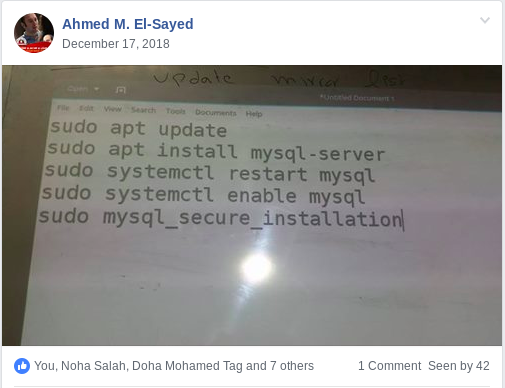 Ahmed M. El-Sayed
December 17, 2018
update mirror list
Open
*Untitled Document 1
File Edit View Search Tools Documents Help
sudo apt update
sudo apt install mysql-server
sudo systemctl restart mysql
sudo systemctl enable mysql
sudo mysql_secure_installation
You, Noha Salah, Doha Mohamed Tag and 7 others
1 Comment Seen by 42